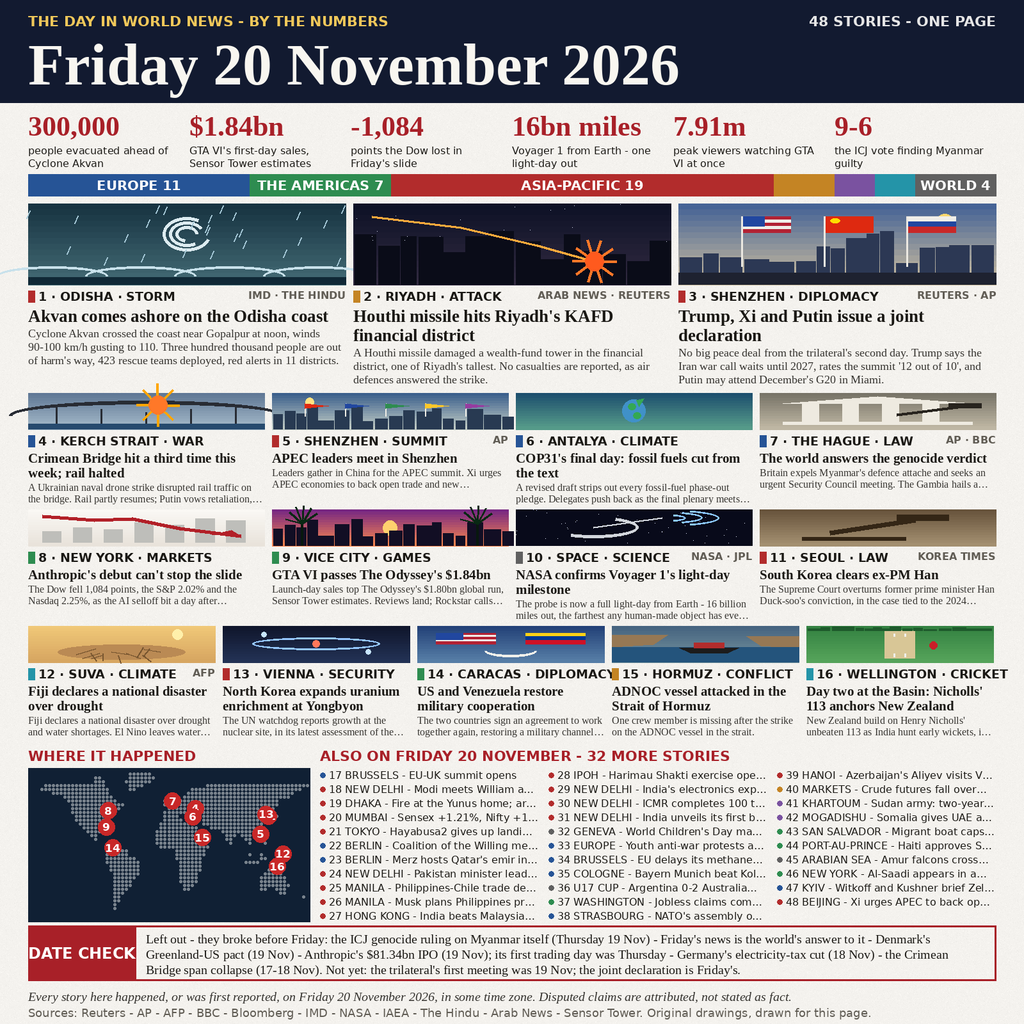 THE DAY IN WORLD NEWS - BY THE NUMBERS
48 STORIES - ONE PAGE
Friday 20 November 2026
300,000
people evacuated ahead of
Cyclone Akvan
$1.84bn
GTA VI's first-day sales,
Sensor Tower estimates
-1,084
points the Dow lost in
Friday's slide
16bn miles
Voyager 1 from Earth - one
light-day out
7.91m
peak viewers watching GTA
VI at once
9-6
the ICJ vote finding Myanmar
guilty
EUROPE 11
THE AMERICAS 7
ASIA-PACIFIC 19
WORLD 4
1 · ODISHA · STORM
IMD · THE HINDU
Akvan comes ashore on the Odisha coast
Cyclone Akvan crossed the coast near Gopalpur at noon, winds
90-100 km/h gusting to 110. Three hundred thousand people are out
of harm's way, 423 rescue teams deployed, red alerts in 11 districts.
2 · RIYADH · ATTACK
ARAB NEWS · REUTERS
Houthi missile hits Riyadh's KAFD
financial district
A Houthi missile damaged a wealth-fund tower in the financial
district, one of Riyadh's tallest. No casualties are reported, as air
defences answered the strike.
3 · SHENZHEN · DIPLOMACY
REUTERS · AP
Trump, Xi and Putin issue a joint
declaration
No big peace deal from the trilateral's second day. Trump says the
Iran war call waits until 2027, rates the summit '12 out of 10', and
Putin may attend December's G20 in Miami.
4 · KERCH STRAIT · WAR
Crimean Bridge hit a third time this
week; rail halted
A Ukrainian naval drone strike disrupted rail traffic on
the bridge. Rail partly resumes; Putin vows retaliation,…
5 · SHENZHEN · SUMMIT
AP
APEC leaders meet in Shenzhen
Leaders gather in China for the APEC summit. Xi urges
APEC economies to back open trade and new…
6 · ANTALYA · CLIMATE
COP31's final day: fossil fuels cut from
the text
A revised draft strips out every fossil-fuel phase-out
pledge. Delegates push back as the final plenary meets…
7 · THE HAGUE · LAW
AP · BBC
The world answers the genocide verdict
Britain expels Myanmar's defence attache and seeks an
urgent Security Council meeting. The Gambia hails a…
8 · NEW YORK · MARKETS
Anthropic's debut can't stop the slide
The Dow fell 1,084 points, the S&P 2.02% and the
Nasdaq 2.25%, as the AI selloff bit a day after…
9 · VICE CITY · GAMES
GTA VI passes The Odyssey's $1.84bn
Launch-day sales top The Odyssey's $1.84bn global run,
Sensor Tower estimates. Reviews land; Rockstar calls…
10 · SPACE · SCIENCE
NASA · JPL
NASA confirms Voyager 1's light-day
milestone
The probe is now a full light-day from Earth - 16 billion
miles out, the farthest any human-made object has eve…
11 · SEOUL · LAW
KOREA TIMES
South Korea clears ex-PM Han
The Supreme Court overturns former prime minister Han
Duck-soo's conviction, in the case tied to the 2024…
12 · SUVA · CLIMATE
AFP
Fiji declares a national disaster
over drought
Fiji declares a national disaster over drought
and water shortages. El Nino leaves water…
13 · VIENNA · SECURITY
North Korea expands uranium
enrichment at Yongbyon
The UN watchdog reports growth at the
nuclear site, in its latest assessment of the…
14 · CARACAS · DIPLOMACY
US and Venezuela restore
military cooperation
The two countries sign an agreement to work
together again, restoring a military channel…
15 · HORMUZ · CONFLICT
ADNOC vessel attacked in the
Strait of Hormuz
One crew member is missing after the strike
on the ADNOC vessel in the strait.
16 · WELLINGTON · CRICKET
Day two at the Basin: Nicholls'
113 anchors New Zealand
New Zealand build on Henry Nicholls'
unbeaten 113 as India hunt early wickets, i…
WHERE IT HAPPENED
8
9
14
7
4
6
15
13
5
12
16
ALSO ON FRIDAY 20 NOVEMBER - 32 MORE STORIES
17 BRUSSELS - EU-UK summit opens
18 NEW DELHI - Modi meets William a…
19 DHAKA - Fire at the Yunus home; ar…
20 MUMBAI - Sensex +1.21%, Nifty +1…
21 TOKYO - Hayabusa2 gives up landi…
22 BERLIN - Coalition of the Willing me…
23 BERLIN - Merz hosts Qatar's emir in…
24 NEW DELHI - Pakistan minister lead…
25 MANILA - Philippines-Chile trade de…
26 MANILA - Musk plans Philippines pr…
27 HONG KONG - India beats Malaysia…
28 IPOH - Harimau Shakti exercise ope…
29 NEW DELHI - India's electronics exp…
30 NEW DELHI - ICMR completes 100 t…
31 NEW DELHI - India unveils its first b…
32 GENEVA - World Children's Day ma…
33 EUROPE - Youth anti-war protests a…
34 BRUSSELS - EU delays its methane…
35 COLOGNE - Bayern Munich beat Kol…
36 U17 CUP - Argentina 0-2 Australia…
37 WASHINGTON - Jobless claims com…
38 STRASBOURG - NATO's assembly o…
39 HANOI - Azerbaijan's Aliyev visits V…
40 MARKETS - Crude futures fall over…
41 KHARTOUM - Sudan army: two-year…
42 MOGADISHU - Somalia gives UAE a…
43 SAN SALVADOR - Migrant boat caps…
44 PORT-AU-PRINCE - Haiti approves S…
45 ARABIAN SEA - Amur falcons cross…
46 NEW YORK - Al-Saadi appears in a…
47 KYIV - Witkoff and Kushner brief Zel…
48 BEIJING - Xi urges APEC to back op…
DATE CHECK
Left out - they broke before Friday: the ICJ genocide ruling on Myanmar itself (Thursday 19 Nov) - Friday's news is the world's answer to it - Denmark's
Greenland-US pact (19 Nov) - Anthropic's $81.34bn IPO (19 Nov); its first trading day was Thursday - Germany's electricity-tax cut (18 Nov) - the Crimean
Bridge span collapse (17-18 Nov). Not yet: the trilateral's first meeting was 19 Nov; the joint declaration is Friday's.
Every story here happened, or was first reported, on Friday 20 November 2026, in some time zone. Disputed claims are attributed, not stated as fact.
Sources: Reuters - AP - AFP - BBC - Bloomberg - IMD - NASA - IAEA - The Hindu - Arab News - Sensor Tower. Original drawings, drawn for this page.